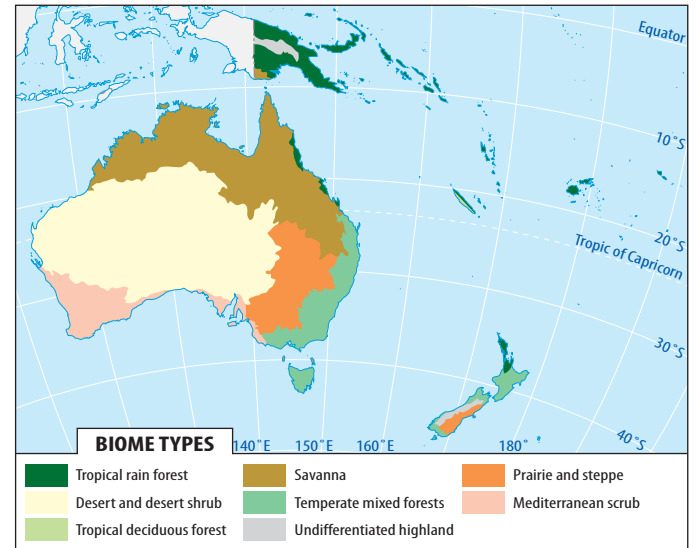 Equator
10°S
20°S
Tropic of Capricorn
30°S
40°S
BIOME TYPES
140°E 150°E 160°E 180°
Tropical rain forest
Savanna
Prairie and steppe
Desert and desert shrub
Temperate mixed forests
Mediterranean scrub
Tropical deciduous forest
Undifferentiated highland